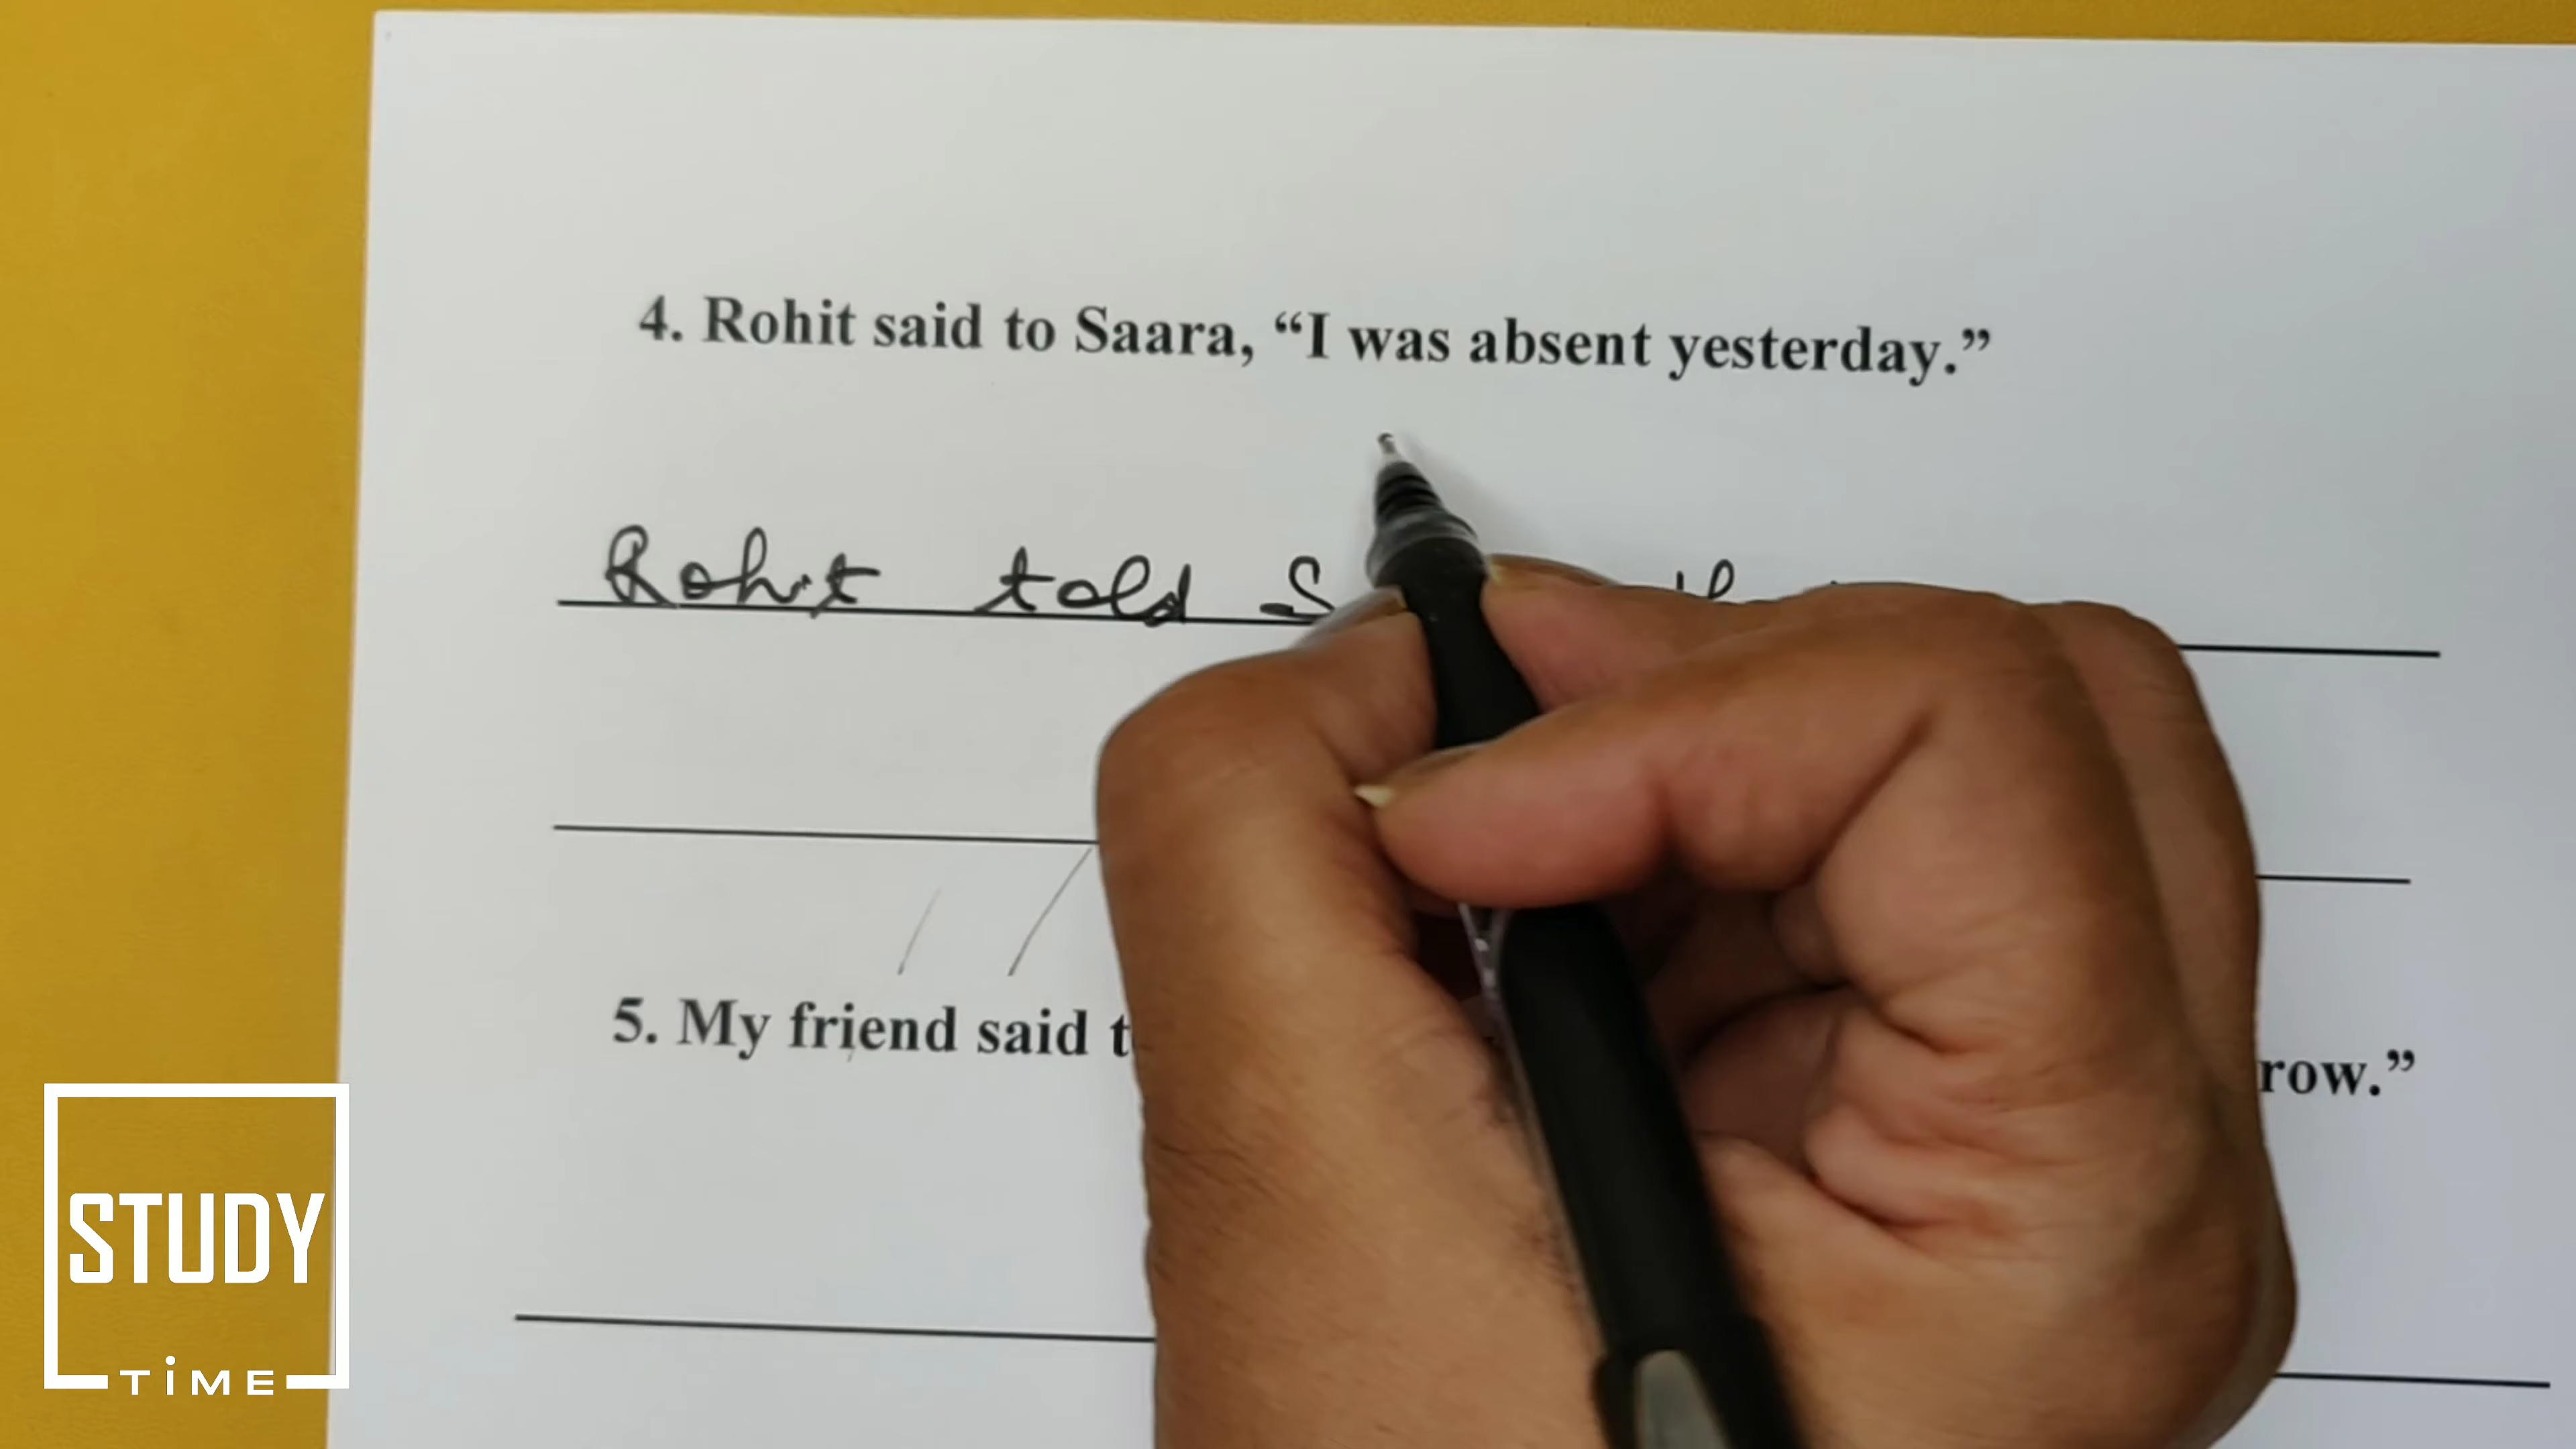 4. Rohit said to Saara, “I was absent yesterday.”
Rohit told S
5. My friend said t
row.”
STUDY
TiME